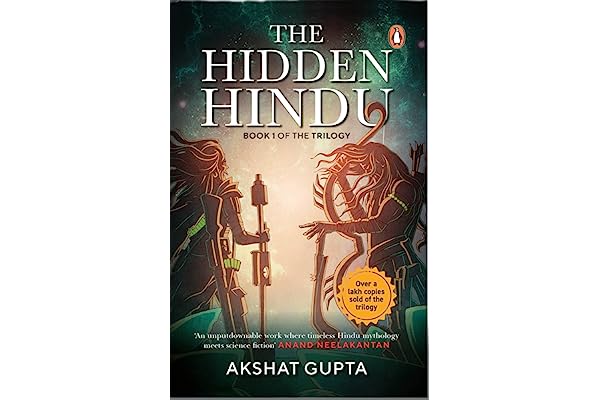 THE
HIDDEN
HINDU
BOOK 1 OF THE TRILOGY
Over a
lakh copies
sold of the
trilogy
'An unputdownable work where timeless Hindu mythology
meets science fiction' ANAND NEELAKANTAN
AKSHAT GUPTA